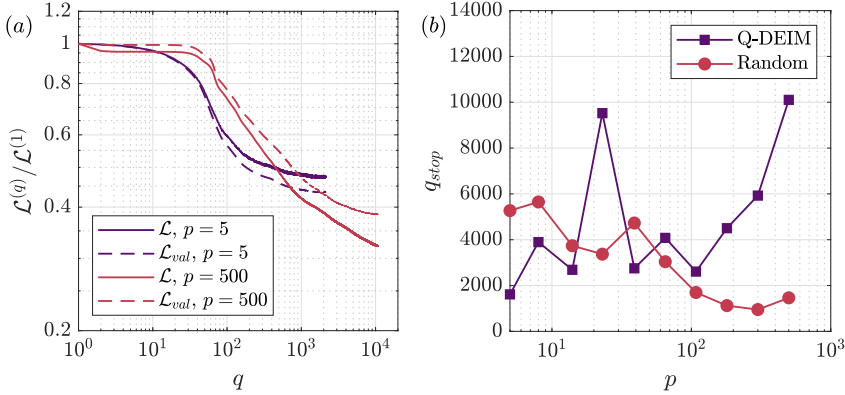 (a)
1.2
1
0.8
0.6
0.4
0.2
ℒ^(q)/ℒ^(1)
ℒ, p = 5
ℒ_val, p = 5
ℒ, p = 500
ℒ_val, p = 500
10^0 10^1 10^2 10^3 10^4
q
(b)
14000
12000
10000
8000
6000
4000
2000
0
q_stop
Q-DEIM
Random
10^1 10^2 10^3
p